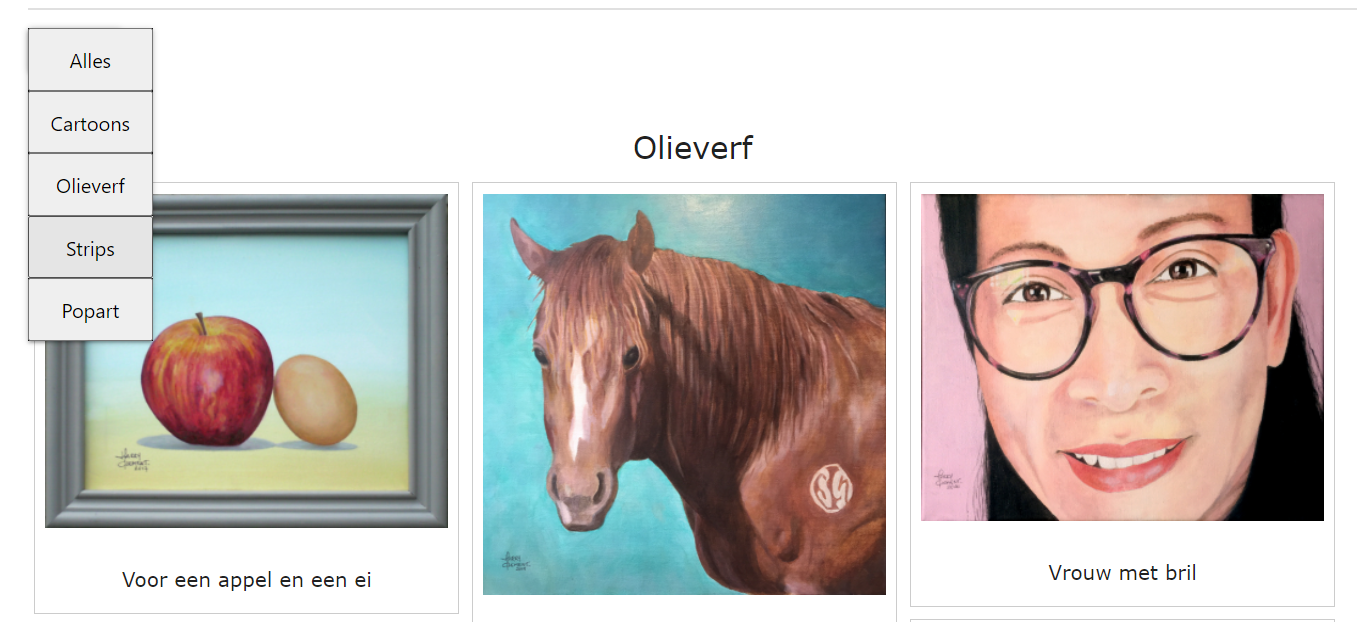 Alles
Cartoons
Olieverf
Strips
Popart
Olieverf
Voor een appel en een ei
Vrouw met bril